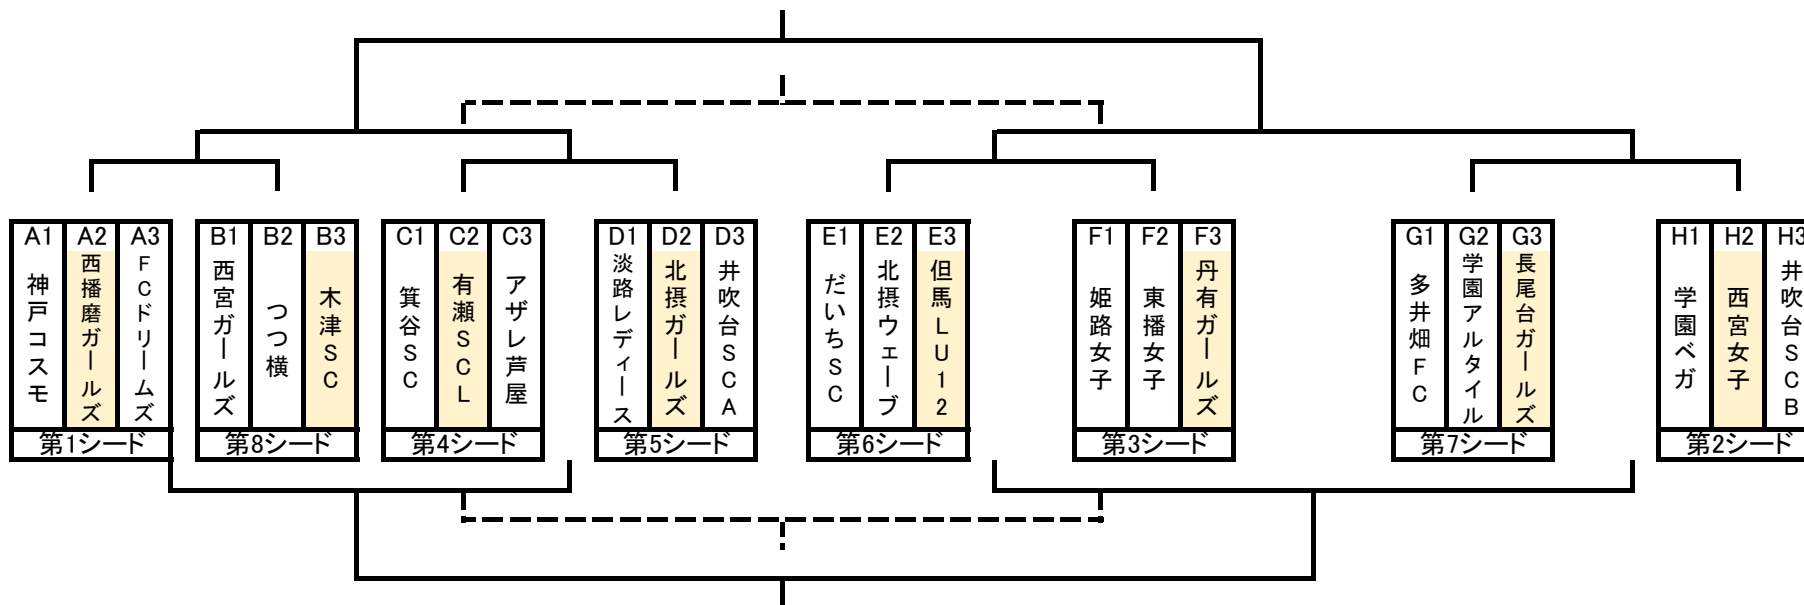 A1 A2 A3 B1 B2 B3 C1 C2 C3 D1 D2 D3 E1 E2 E3 F1 F2 F3 G1 G2 G3 H1 H2 H3
神戸コスモ
西播磨ガールズ
FCドリームズ
西宮ガールズ
つつ横
木津SC
箕谷SC
有瀬SCL
アザレ芦屋
淡路レディース
北摂ガールズ
井吹台SCA
だいちSC
北摂ウェーブ
但馬LU12
姫路女子
東播女子
丹有ガールズ
多井畑FC
学園アルタイル
長尾台ガールズ
学園ベガ
西宮女子
井吹台SCB
第1シード 第8シード 第4シード 第5シード 第6シード 第3シード 第7シード 第2シード